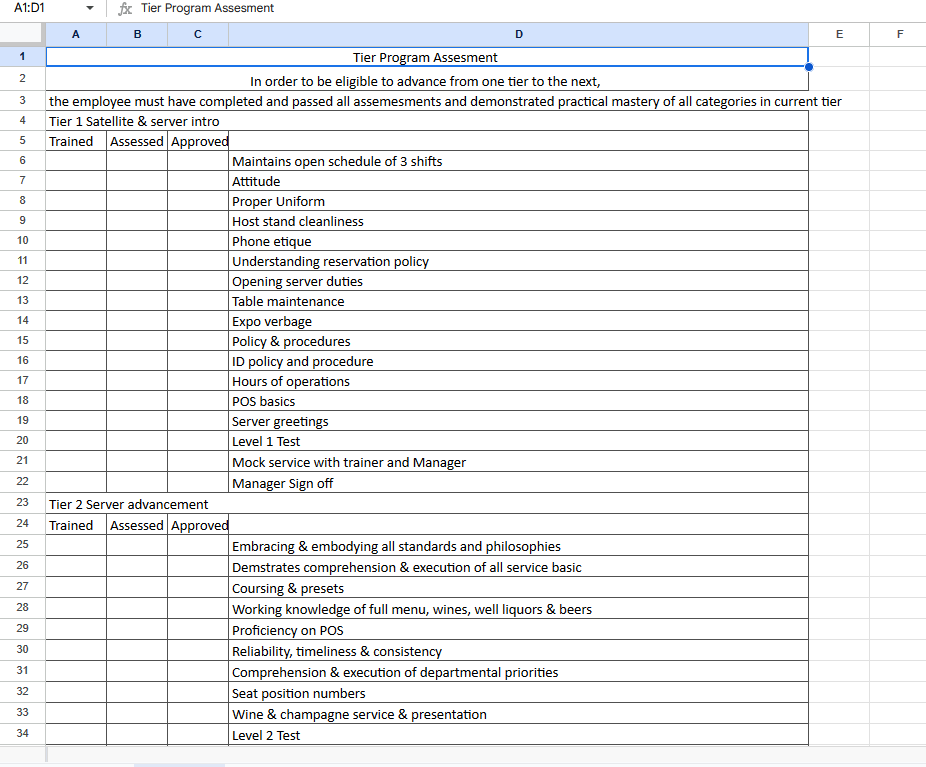 A1:D1 fx Tier Program Assesment
A B C D E F
1 Tier Program Assesment
2 In order to be eligible to advance from one tier to the next,
3 the employee must have completed and passed all assemesments and demonstrated practical mastery of all categories in current tier
4 Tier 1 Satellite & server intro
5 Trained Assessed Approved
6 Maintains open schedule of 3 shifts
7 Attitude
8 Proper Uniform
9 Host stand cleanliness
10 Phone etique
11 Understanding reservation policy
12 Opening server duties
13 Table maintenance
14 Expo verbage
15 Policy & procedures
16 ID policy and procedure
17 Hours of operations
18 POS basics
19 Server greetings
20 Level 1 Test
21 Mock service with trainer and Manager
22 Manager Sign off
23 Tier 2 Server advancement
24 Trained Assessed Approved
25 Embracing & embodying all standards and philosophies
26 Demstrates comprehension & execution of all service basic
27 Coursing & presets
28 Working knowledge of full menu, wines, well liquors & beers
29 Proficiency on POS
30 Reliability, timeliness & consistency
31 Comprehension & execution of departmental priorities
32 Seat position numbers
33 Wine & champagne service & presentation
34 Level 2 Test